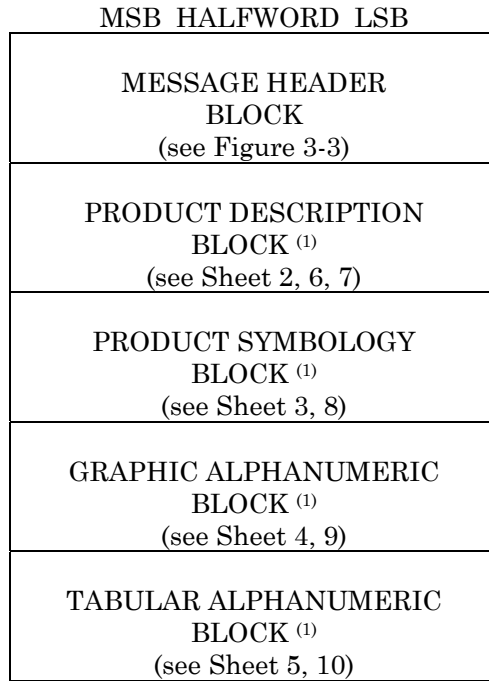 MSB HALFWORD LSB
MESSAGE HEADER
BLOCK
(see Figure 3-3)
PRODUCT DESCRIPTION
BLOCK (1)
(see Sheet 2, 6, 7)
PRODUCT SYMBOLOGY
BLOCK (1)
(see Sheet 3, 8)
GRAPHIC ALPHANUMERIC
BLOCK (1)
(see Sheet 4, 9)
TABULAR ALPHANUMERIC
BLOCK (1)
(see Sheet 5, 10)